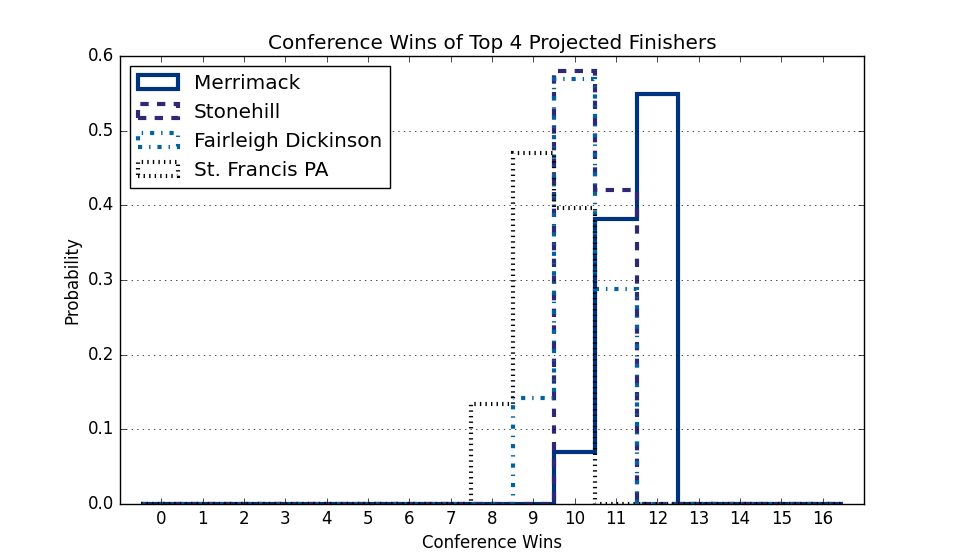 Conference Wins of Top 4 Projected Finishers
Merrimack
Stonehill
Fairleigh Dickinson
St. Francis PA
0.6
0.5
0.4
0.3
0.2
0.1
0.0
Probability
0 1 2 3 4 5 6 7 8 9 10 11 12 13 14 15 16
Conference Wins